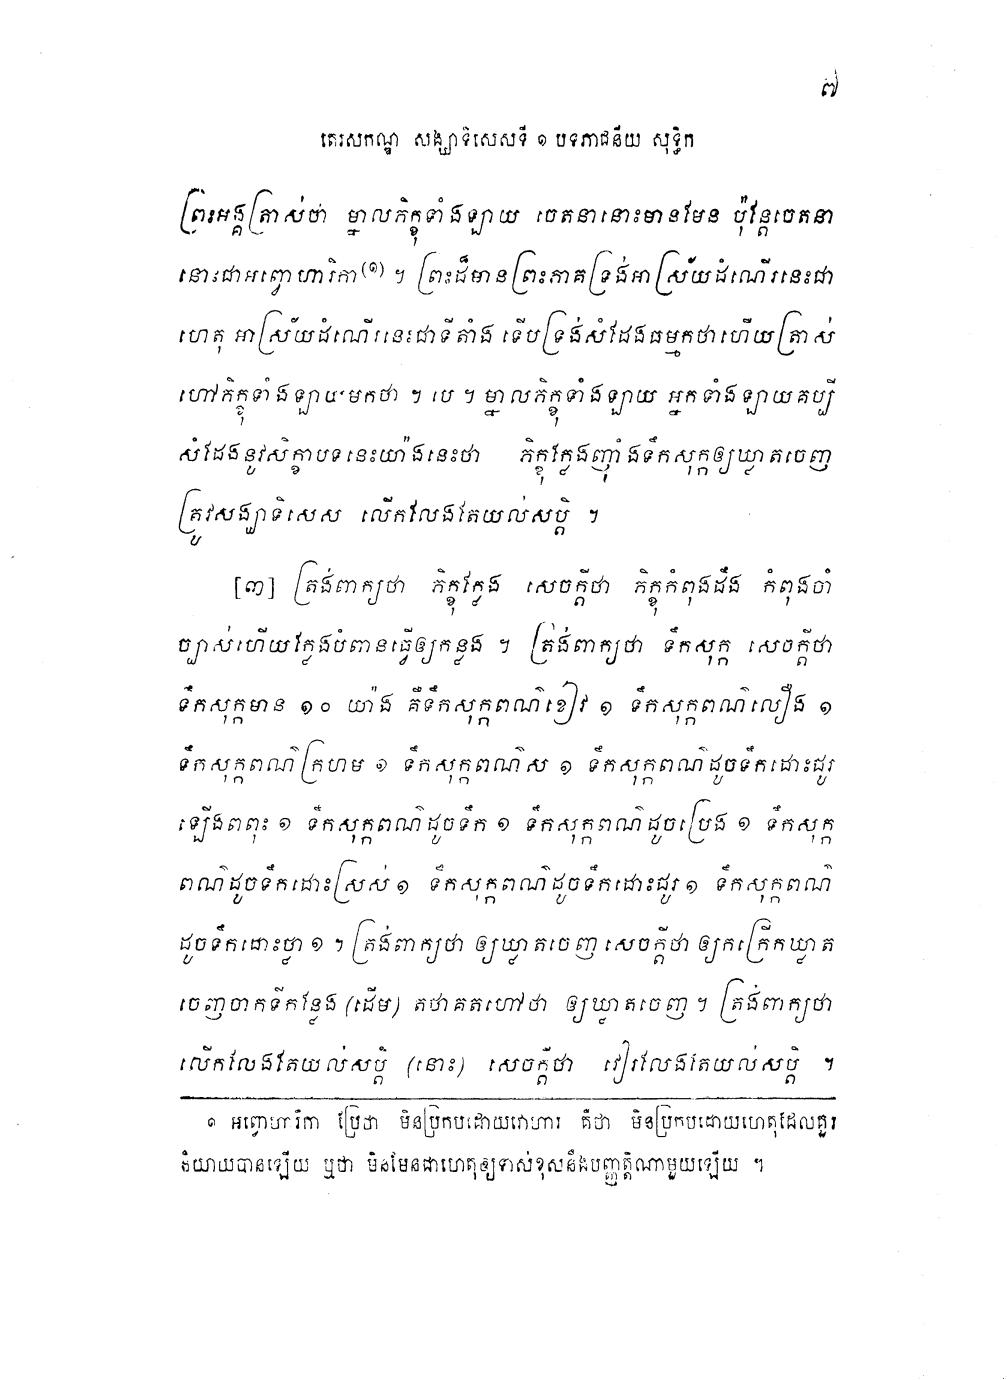 ៧
តេរសកណ្ឌ សង្ឃាទិសេសទី ១ បទភាជនីយ សុទ្ធិក
ព្រះអង្គត្រាស់ថា ម្នាលភិក្ខុទាំងឡាយ ចេតនានោះមានមែន ប៉ុន្តែចេតនា
នោះជាអព្វោហារិកា(១) ។ ព្រះដ៏មានព្រះភាគទ្រង់អាស្រ័យដំណើរនេះជា
ហេតុ អាស្រ័យដំណើរនេះជាទីតាំង ទើបទ្រង់សំដែងធម្មកថាហើយត្រាស់
ហៅភិក្ខុទាំងឡាយមកថា ។ បេ ។ ម្នាលភិក្ខុទាំងឡាយ អ្នកទាំងឡាយគប្បី
សំដែងនូវសិក្ខាបទនេះយ៉ាងនេះថា ភិក្ខុក្លែងញ៉ាំងទឹកសុក្កឲ្យឃ្លាតចេញ
ត្រូវសង្ឃាទិសេស លើកលែងតែយល់សប្តិ ។
[៣] ត្រង់ពាក្យថា ភិក្ខុក្លែង សេចក្តីថា ភិក្ខុកំពុងដឹង កំពុងចាំ
ច្បាស់ហើយក្លែងបំពានធ្វើឲ្យកន្លង ។ ត្រង់ពាក្យថា ទឹកសុក្ក សេចក្តីថា
ទឹកសុក្កមាន ១០ យ៉ាង គឺទឹកសុក្កពណ៌ខៀវ ១ ទឹកសុក្កពណ៌លឿង ១
ទឹកសុក្កពណ៌ក្រហម ១ ទឹកសុក្កពណ៌ស ១ ទឹកសុក្កពណ៌ដូចទឹកដោះជូរ
ឡើងពពុះ ១ ទឹកសុក្កពណ៌ដូចទឹក ១ ទឹកសុក្កពណ៌ដូចប្រេង ១ ទឹកសុក្ក
ពណ៌ដូចទឹកដោះស្រស់ ១ ទឹកសុក្កពណ៌ដូចទឹកដោះជូរ ១ ទឹកសុក្កពណ៌
ដូចទឹកដោះថ្លា ១ ។ ត្រង់ពាក្យថា ឲ្យឃ្លាតចេញ សេចក្តីថា ឲ្យកក្រើកឃ្លាត
ចេញចាកទីកន្លែង (ដើម) តថាគតហៅថា ឲ្យឃ្លាតចេញ ។ ត្រង់ពាក្យថា
លើកលែងតែយល់សប្តិ (នោះ) សេចក្តីថា វៀរលែងតែយល់សប្តិ ។
១ អព្វោហារិកា ប្រែថា មិនប្រកបដោយវោហារ គឺថា មិនប្រកបដោយហេតុដែលគួរ
និយាយបានឡើយ ឬថា មិនមែនជាហេតុឲ្យទាស់ខុសនឹងបញ្ញត្តិណាមួយឡើយ ។